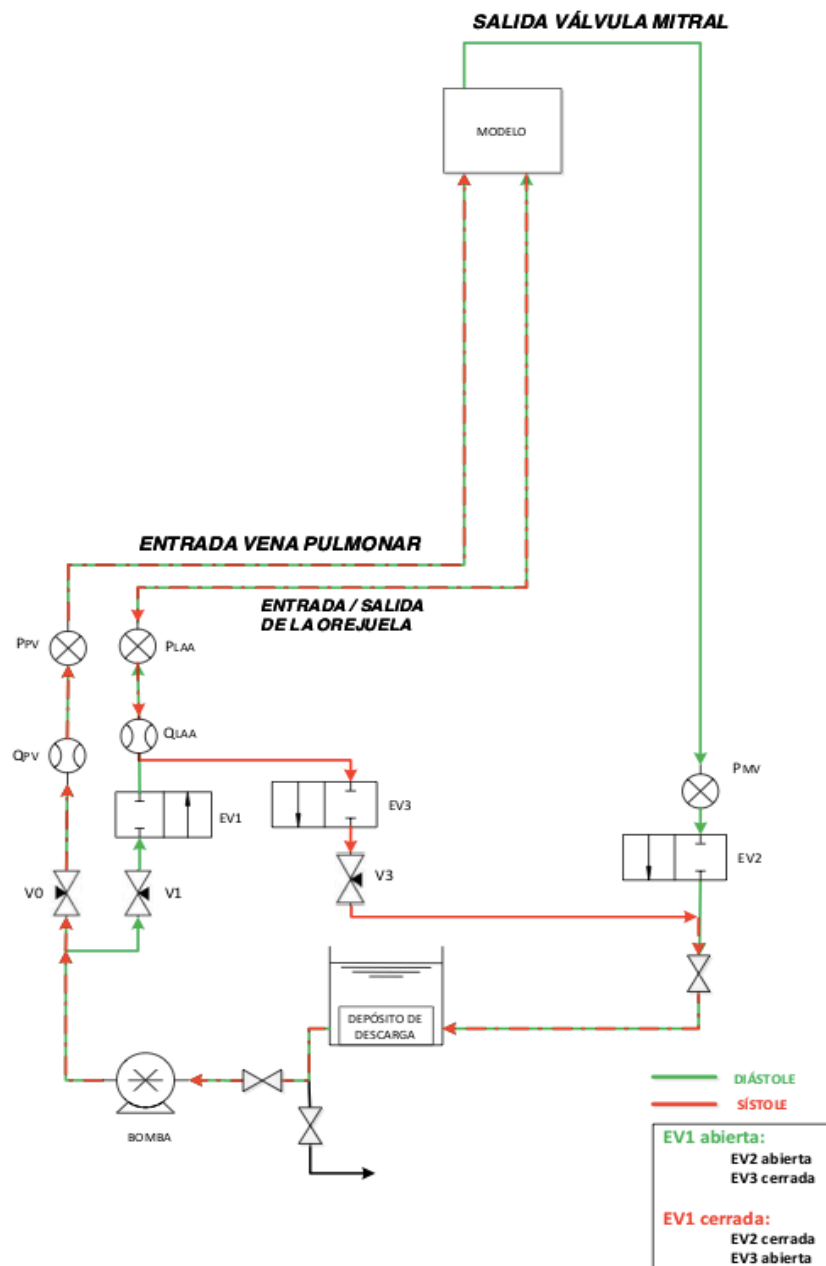 SALIDA VÁLVULA MITRAL
MODELO
ENTRADA VENA PULMONAR
ENTRADA / SALIDA
DE LA OREJUELA
PPV
PLAA
QPV
QLAA
PMV
EV1
EV3
EV2
V0
V1
V3
DEPÓSITO DE
DESCARGA
BOMBA
DIÁSTOLE
SÍSTOLE
EV1 abierta:
EV2 abierta
EV3 cerrada
EV1 cerrada:
EV2 cerrada
EV3 abierta